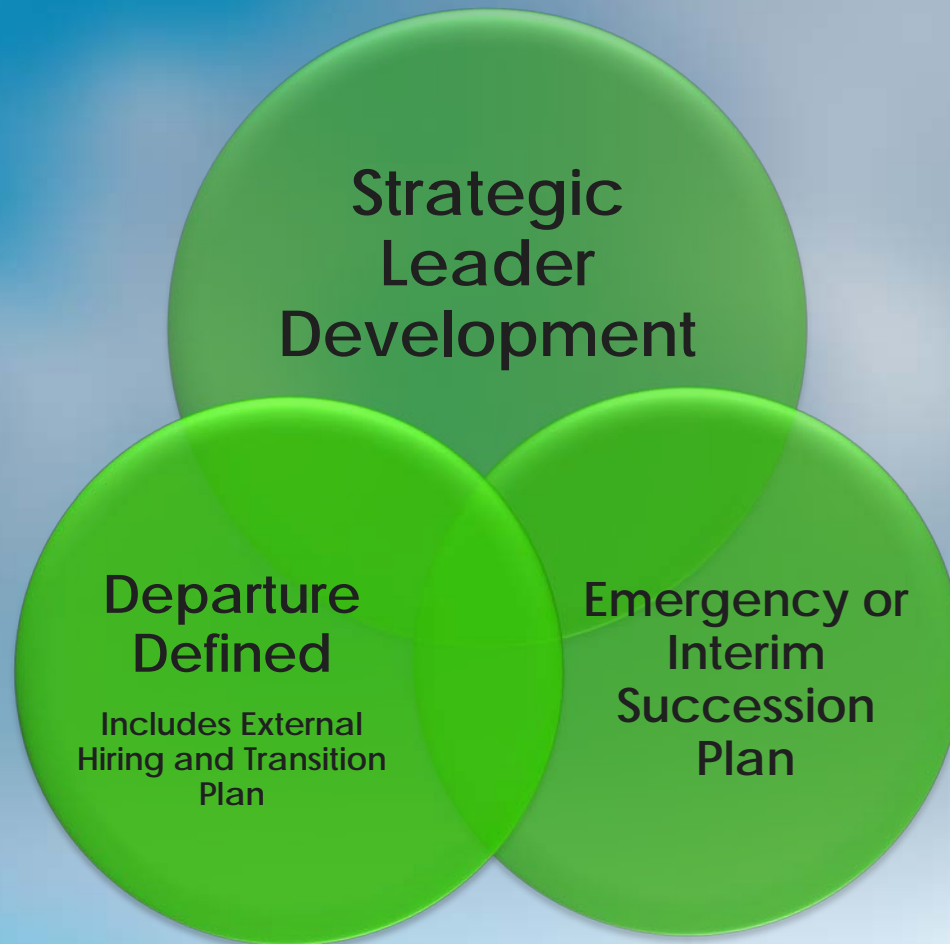 Strategic
Leader
Development
Departure
Defined
Includes External
Hiring and Transition
Plan
Emergency or
Interim
Succession
Plan